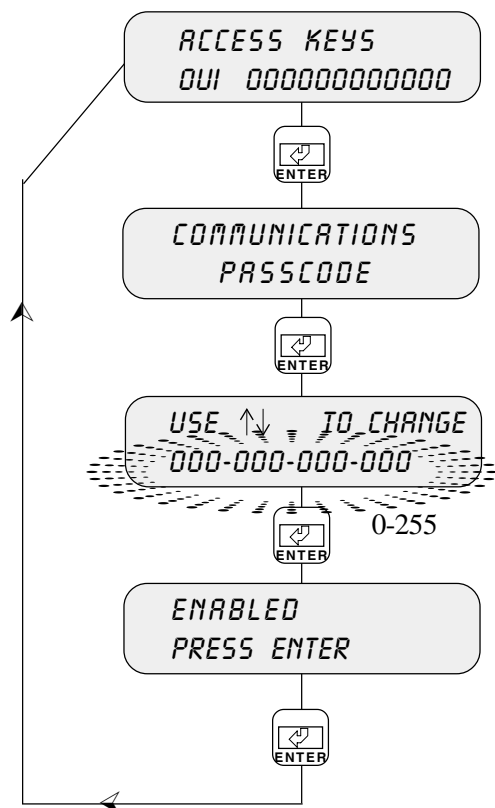 ACCESS KEYS
OUI 000000000000
ENTER
COMMUNICATIONS
PASSCODE
ENTER
USE ↑↓ TO CHANGE
000-000-000-000
0-255
ENTER
ENABLED
PRESS ENTER
ENTER